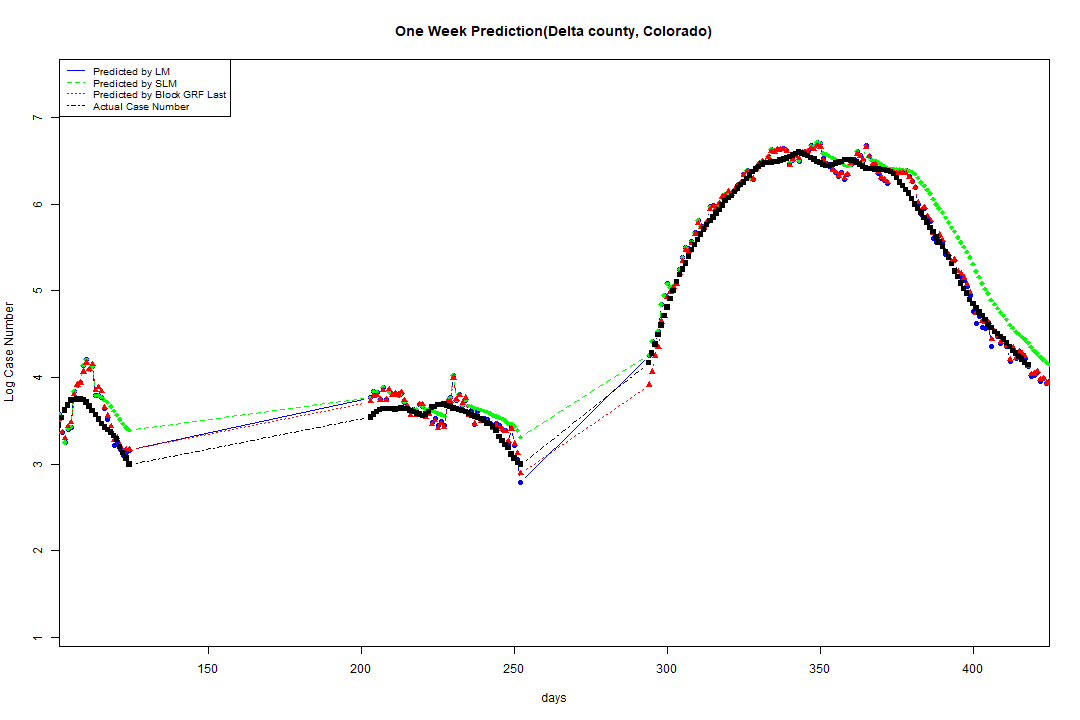 One Week Prediction(Delta county, Colorado)
Predicted by LM
Predicted by SLM
Predicted by Block GRF Last
Actual Case Number
Log Case Number
7
6
5
4
3
2
1
150 200 250 300 350 400
days